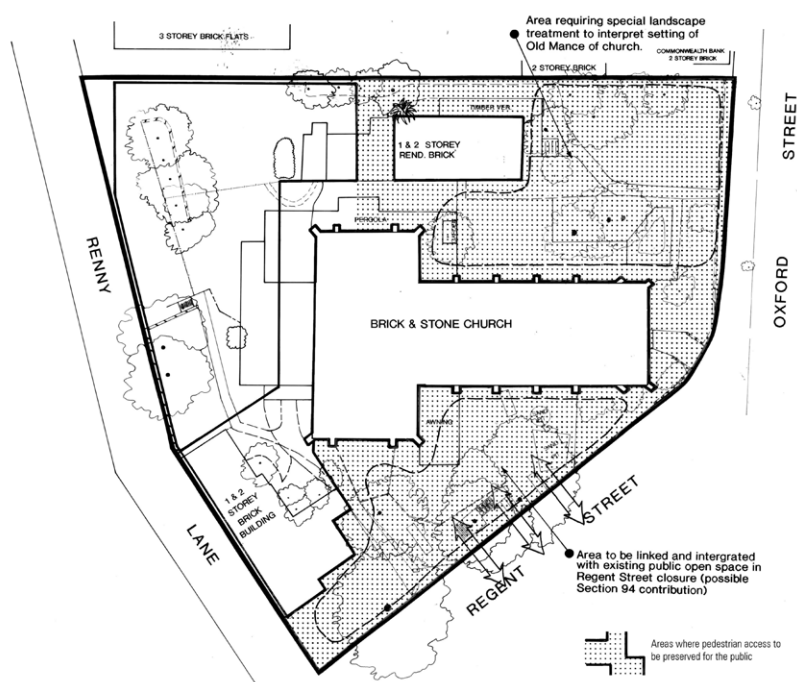 3 STOREY BRICK FLATS
Area requiring special landscape
treatment to interpret setting of
Old Mance of church.
COMMONWEALTH BANK
2 STOREY BRICK
2 STOREY BRICK
STREET
TIMBER VER.
1 & 2 STOREY
REND. BRICK
PERGOLA
RENNY
OXFORD
BRICK & STONE CHURCH
AWNING
1 & 2
STOREY
BRICK
BUILDING
LANE
STREET
REGENT
Area to be linked and intergrated
with existing public open space in
Regent Street closure (possible
Section 94 contribution)
Areas where pedestrian access to
be preserved for the public